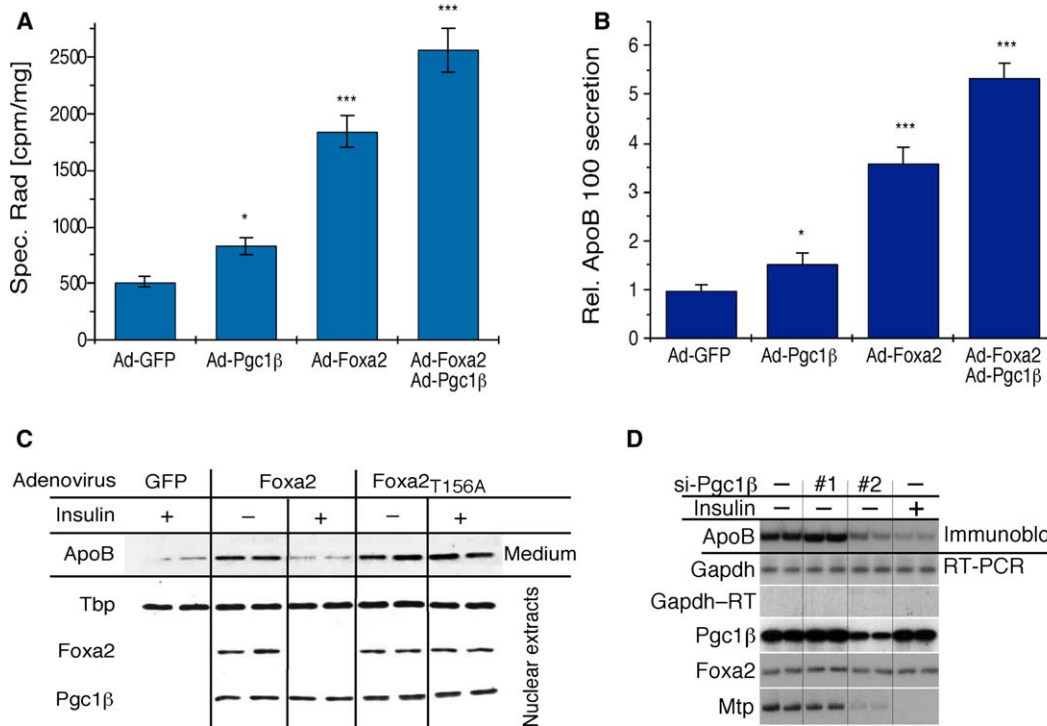 A
Spec. Rad [cpm/mg]
2500
2000
1500
1000
500
0
*
***
***
Ad-GFP
Ad-Pgc1β
Ad-Foxa2
Ad-Foxa2
Ad-Pgc1β
B
Rel. ApoB 100 secretion
6
5
4
3
2
1
0
*
***
***
Ad-GFP
Ad-Pgc1β
Ad-Foxa2
Ad-Foxa2
Ad-Pgc1β
C
Adenovirus GFP Foxa2 Foxa2T156A
Insulin + − + − +
ApoB Medium
Tbp
Foxa2
Pgc1β
Nuclear extracts
D
si-Pgc1β − #1 #2 −
Insulin − − − +
ApoB Immunoblo
Gapdh RT-PCR
Gapdh–RT
Pgc1β
Foxa2
Mtp